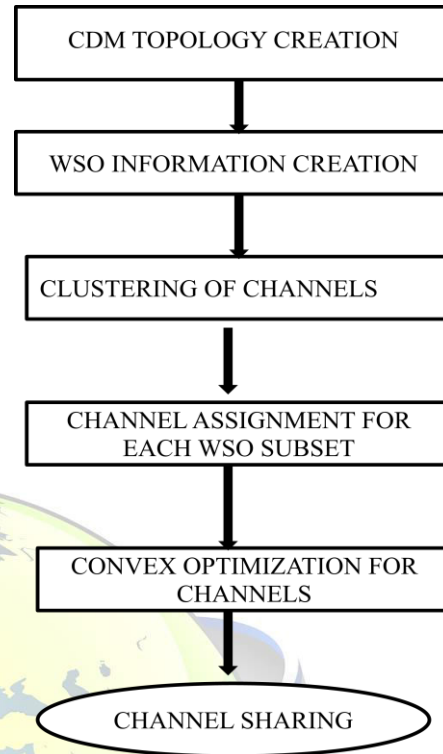 CDM TOPOLOGY CREATION
WSO INFORMATION CREATION
CLUSTERING OF CHANNELS
CHANNEL ASSIGNMENT FOR
EACH WSO SUBSET
CONVEX OPTIMIZATION FOR
CHANNELS
CHANNEL SHARING